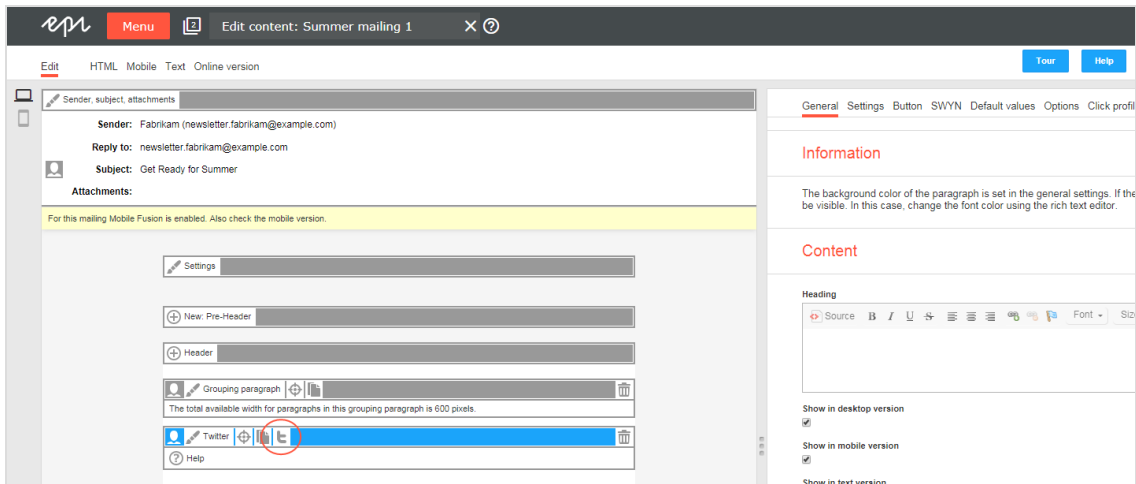 epi Menu 2 Edit content: Summer mailing 1
Edit HTML Mobile Text Online version Tour Help
Sender, subject, attachments
Sender: Fabrikam (newsletter.fabrikam@example.com)
Reply to: newsletter.fabrikam@example.com
Subject: Get Ready for Summer
Attachments:
For this mailing Mobile Fusion is enabled. Also check the mobile version.
Settings
New: Pre-Header
Header
Grouping paragraph
The total available width for paragraphs in this grouping paragraph is 600 pixels.
Twitter
Help
General Settings Button SWYN Default values Options Click profil
Information
The background color of the paragraph is set in the general settings. If the
be visible. In this case, change the font color using the rich text editor.
Content
Heading
Source B I U S Font Siz
Show in desktop version
Show in mobile version
Show in text version